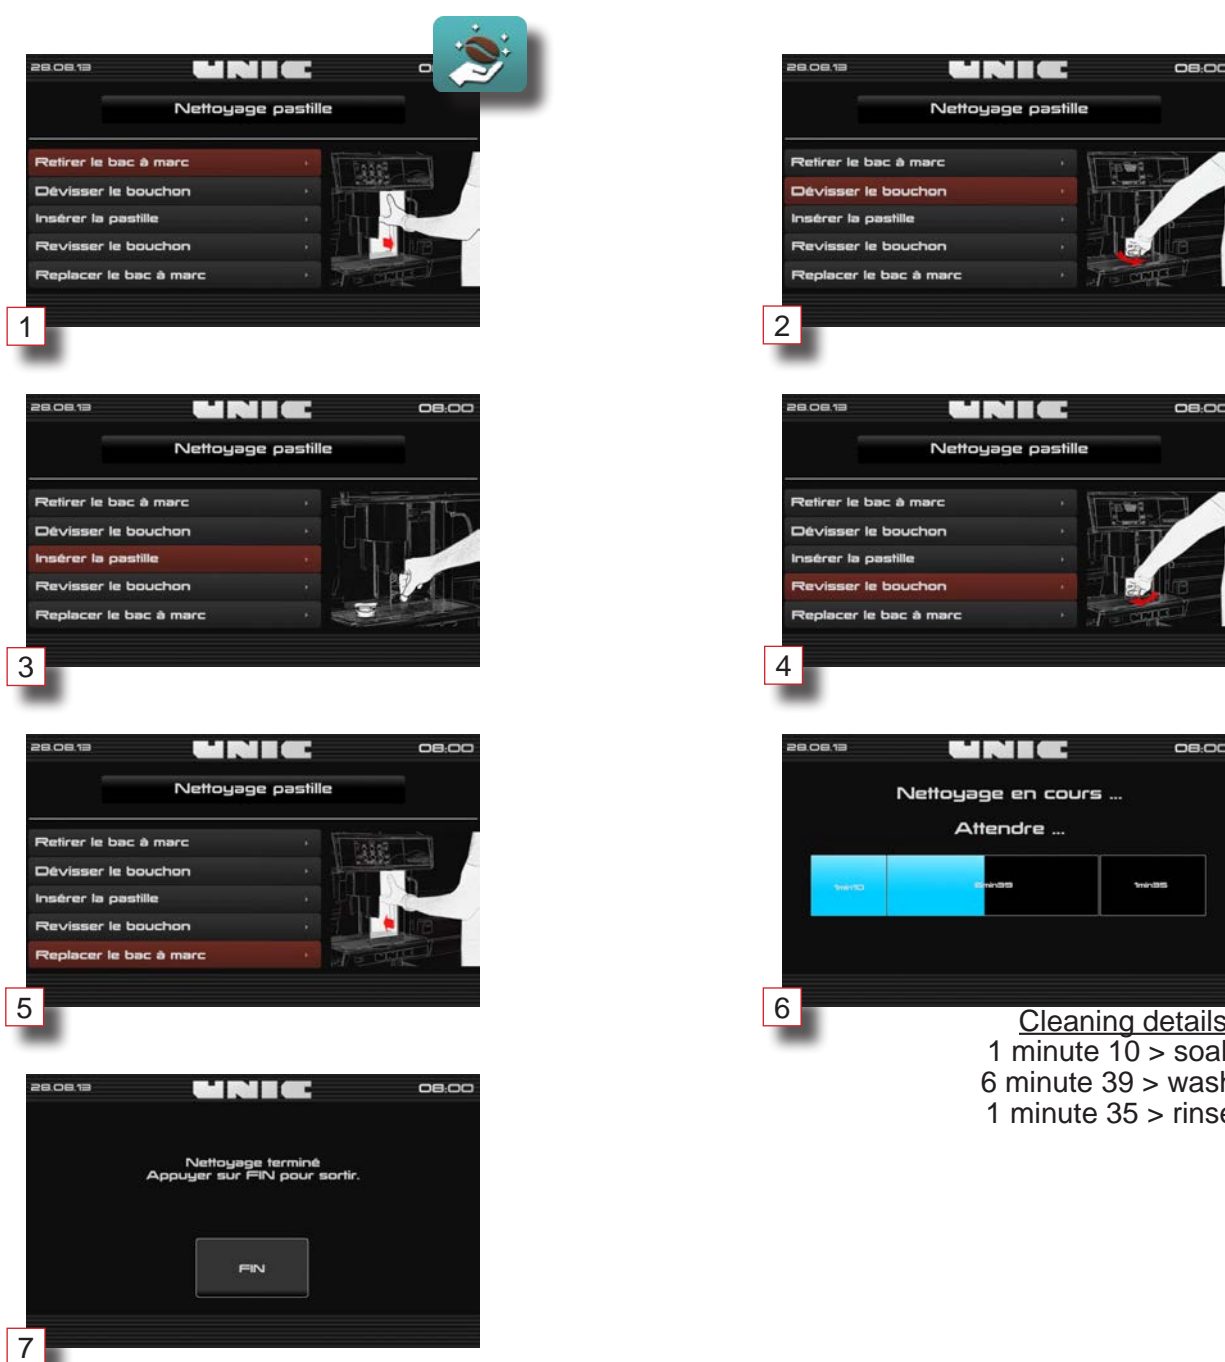 28.08.13 UNIC
Nettoyage pastille
Retirer le bac à marc
Dévisser le bouchon
Insérer la pastille
Revisser le bouchon
Replacer le bac à marc
1
28.08.13 UNIC 08:00
Nettoyage pastille
Retirer le bac à marc
Dévisser le bouchon
Insérer la pastille
Revisser le bouchon
Replacer le bac à marc
2
28.08.13 UNIC 08:00
Nettoyage pastille
Retirer le bac à marc
Dévisser le bouchon
Insérer la pastille
Revisser le bouchon
Replacer le bac à marc
3
28.08.13 UNIC 08:00
Nettoyage pastille
Retirer le bac à marc
Dévisser le bouchon
Insérer la pastille
Revisser le bouchon
Replacer le bac à marc
4
28.08.13 UNIC 08:00
Nettoyage pastille
Retirer le bac à marc
Dévisser le bouchon
Insérer la pastille
Revisser le bouchon
Replacer le bac à marc
5
28.08.13 UNIC 08:00
Nettoyage en cours ...
Attendre ...
1min10 6min39 1min35
6
Cleaning details
1 minute 10 > soak
6 minute 39 > wash
1 minute 35 > rinse
28.08.13 UNIC 08:00
Nettoyage terminé
Appuyer sur FIN pour sortir.
FIN
7